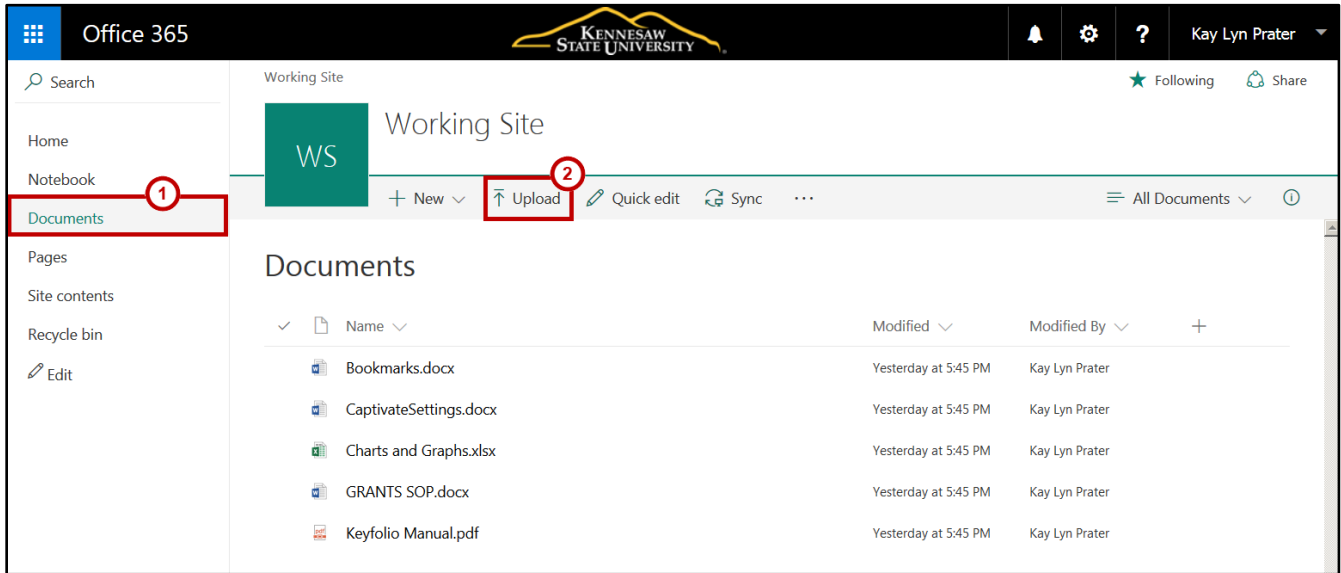 Office 365
KENNESAW
STATE UNIVERSITY
?
Kay Lyn Prater
Search
Home
Notebook
1
Documents
Pages
Site contents
Recycle bin
Edit
Working Site
Following
Share
WS
Working Site
2
+ New
Upload
Quick edit
Sync
...
All Documents
Documents
Name Modified Modified By +
Bookmarks.docx Yesterday at 5:45 PM Kay Lyn Prater
CaptivateSettings.docx Yesterday at 5:45 PM Kay Lyn Prater
Charts and Graphs.xlsx Yesterday at 5:45 PM Kay Lyn Prater
GRANTS SOP.docx Yesterday at 5:45 PM Kay Lyn Prater
Keyfolio Manual.pdf Yesterday at 5:45 PM Kay Lyn Prater